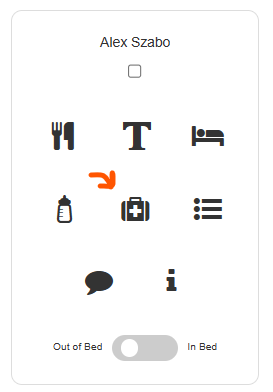 Alex Szabo
T
i
Out of Bed In Bed